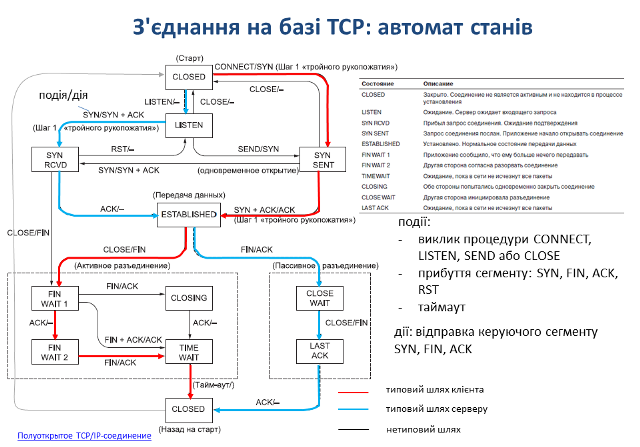 З'єднання на базі TCP: автомат станів
(Старт)
CLOSED
CONNECT/SYN (Шаг 1 «тройного рукопожатия»)
CLOSE/–
LISTEN/–
CLOSE/–
подія/дія
SYN/SYN + ACK
(Шаг 1 «тройного рукопожатия»)
LISTEN
RST/–
SEND/SYN
SYN
RCVD
SYN
SENT
SYN/SYN + ACK
(одновременное открытие)
(Передача данных)
ACK/–
SYN + ACK/ACK
ESTABLISHED
(Шаг 1 «тройного рукопожатия»)
CLOSE/FIN
CLOSE/FIN
FIN/ACK
(Активное разъединение)
(Пассивное разъединение)
FIN
WAIT 1
FIN/ACK
CLOSING
CLOSE
WAIT
ACK/–
FIN + ACK/ACK
ACK/–
CLOSE/FIN
FIN
WAIT 2
FIN/ACK
TIME
WAIT
LAST
ACK
(Тайм-аут/)
ACK/–
CLOSED
(Назад на старт)
Полуоткрытое TCP/IP-соединение
Состояние Описание
CLOSED Закрыто. Соединение не является активным и не находится в процессе
установления
LISTEN Ожидание. Сервер ожидает входящего запроса
SYN RCVD Прибыл запрос соединения. Ожидание подтверждения
SYN SENT Запрос соединения послан. Приложение начало открывать соединение
ESTABLISHED Установлено. Нормальное состояние передачи данных
FIN WAIT 1 Приложение сообщило, что ему больше нечего передавать
FIN WAIT 2 Другая сторона согласна разорвать соединение
TIMEWAIT Ожидание, пока в сети не исчезнут все пакеты
CLOSING Обе стороны попытались одновременно закрыть соединение
CLOSE WAIT Другая сторона инициировала разъединение
LAST ACK Ожидание, пока в сети не исчезнут все пакеты
події:
- виклик процедури CONNECT,
LISTEN, SEND або CLOSE
- прибуття сегменту: SYN, FIN, ACK,
RST
- таймаут
дії: відправка керуючого сегменту
SYN, FIN, ACK
типовий шлях клієнта
типовий шлях серверу
нетиповий шлях